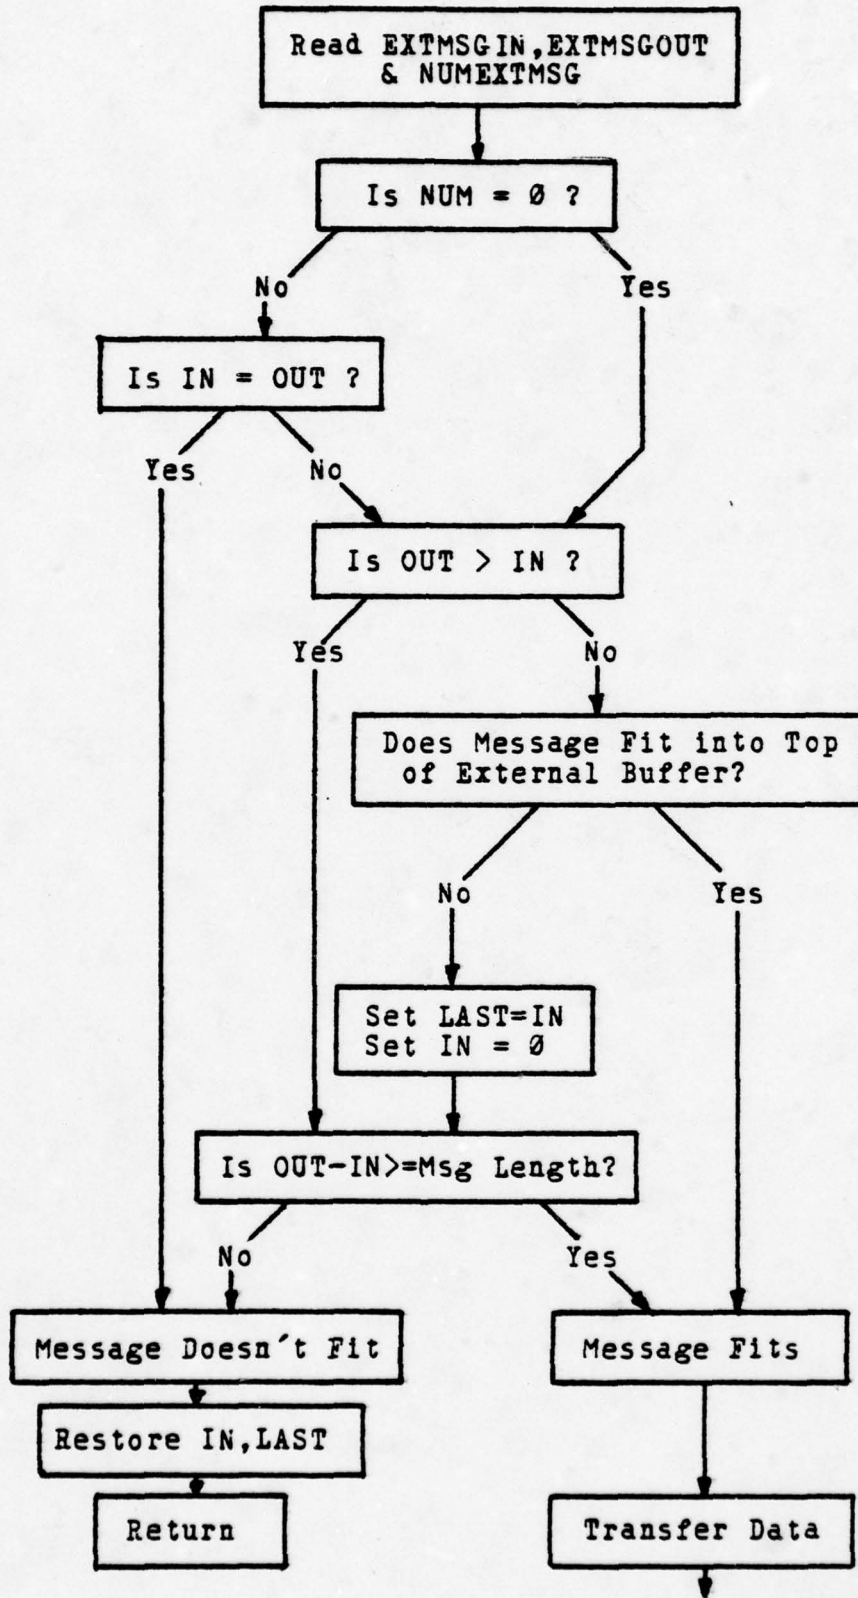 Read EXTMSGIN,EXTMSGOUT
& NUMEXTMSG
Is NUM = Ø ?
No
Yes
Is IN = OUT ?
Yes
No
Is OUT > IN ?
Yes
No
Does Message Fit into Top
of External Buffer?
No
Yes
Set LAST=IN
Set IN = Ø
Is OUT-IN>=Msg Length?
No
Yes
Message Doesn´t Fit
Message Fits
Restore IN,LAST
Return
Transfer Data